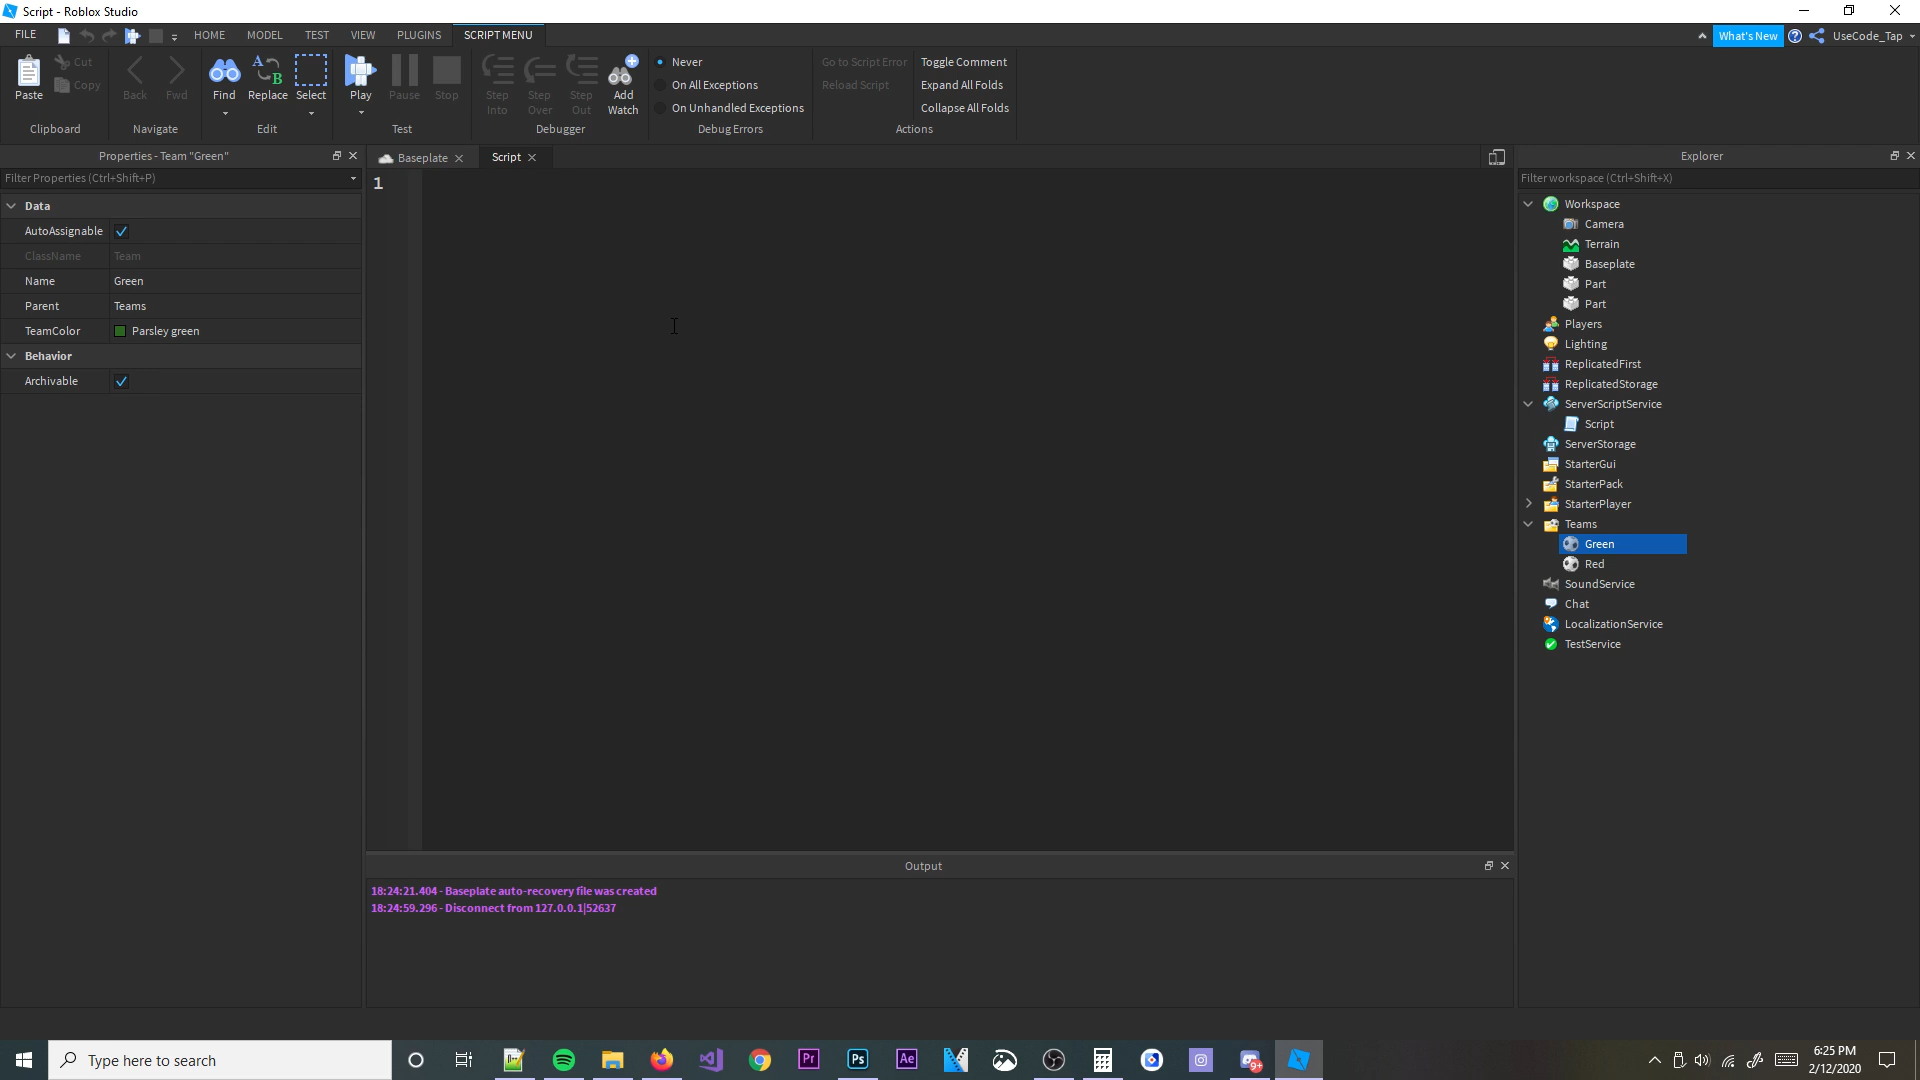 Script - Roblox Studio
FILE HOME MODEL TEST VIEW PLUGINS SCRIPT MENU What's New UseCode_Tap
Paste Cut Copy
Clipboard
Back Fwd
Navigate
Find Replace Select
Edit
Play Pause Stop
Test
Step Into Step Over Step Out Add Watch
Debugger
Never
On All Exceptions
On Unhandled Exceptions
Debug Errors
Go to Script Error
Reload Script
Toggle Comment
Expand All Folds
Collapse All Folds
Actions
Properties - Team "Green"
Filter Properties (Ctrl+Shift+P)
Data
AutoAssignable
ClassName Team
Name Green
Parent Teams
TeamColor Parsley green
Behavior
Archivable
Baseplate Script
1
Output
18:24:21.404 - Baseplate auto-recovery file was created
18:24:59.296 - Disconnect from 127.0.0.1|52637
Explorer
Filter workspace (Ctrl+Shift+X)
Workspace
Camera
Terrain
Baseplate
Part
Part
Players
Lighting
ReplicatedFirst
ReplicatedStorage
ServerScriptService
Script
ServerStorage
StarterGui
StarterPack
StarterPlayer
Teams
Green
Red
SoundService
Chat
LocalizationService
TestService
Type here to search
Pr Ps Ae
9+
6:25 PM
2/12/2020